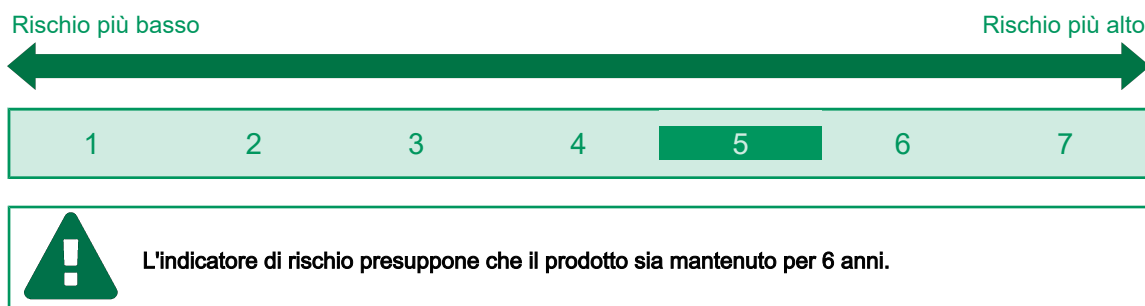 Rischio più basso Rischio più alto
1 2 3 4 5 6 7
L'indicatore di rischio presuppone che il prodotto sia mantenuto per 6 anni.